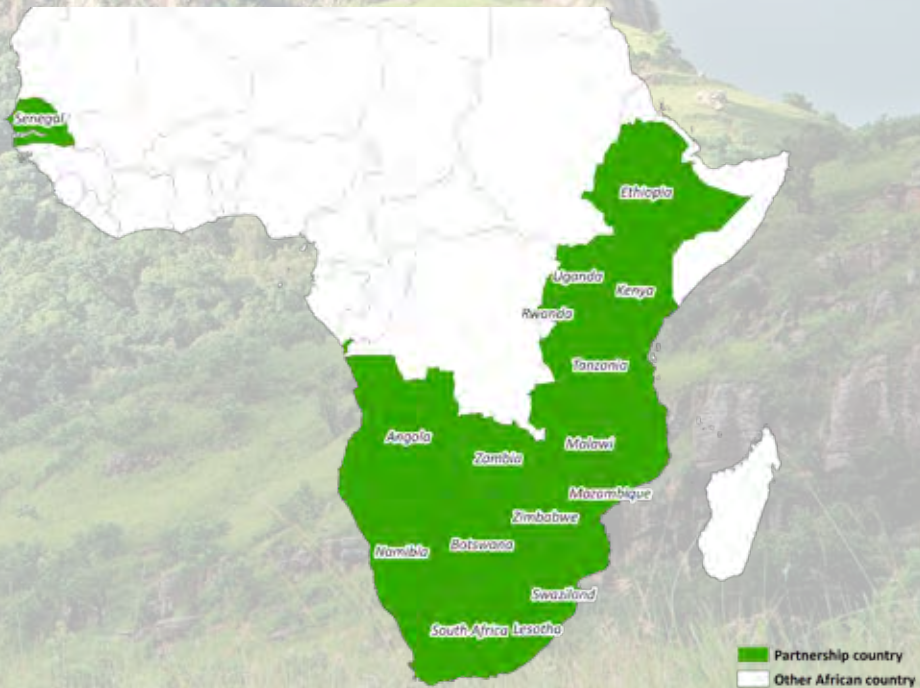 Senegal
Ethiopia
Uganda
Kenya
Rwanda
Tanzania
Angola
Malawi
Zambia
Mozambique
Zimbabwe
Botswana
Namibia
Swaziland
South Africa
Lesotho
Partnership country
Other African country